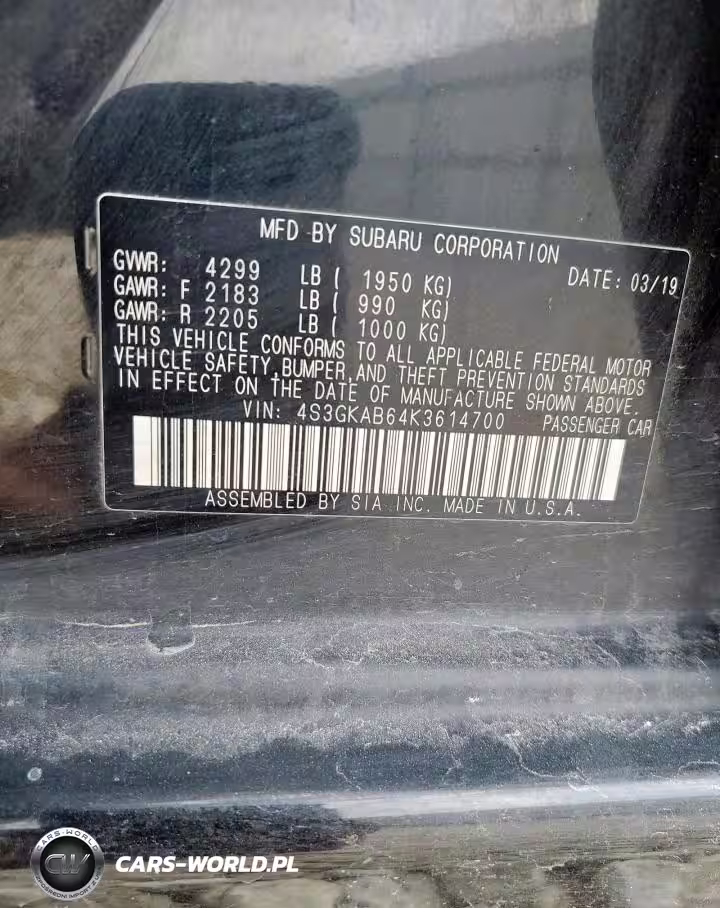 MFD BY SUBARU CORPORATION
GVWR: 4299 LB ( 1950 KG) DATE: 03/19
GAWR: F 2183 LB ( 990 KG)
GAWR: R 2205 LB ( 1000 KG)
THIS VEHICLE CONFORMS TO ALL APPLICABLE FEDERAL MOTOR
VEHICLE SAFETY, BUMPER, AND THEFT PREVENTION STANDARDS
IN EFFECT ON THE DATE OF MANUFACTURE SHOWN ABOVE.
VIN: 4S3GKAB64K3614700 PASSENGER CAR
ASSEMBLED BY SIA INC. MADE IN U.S.A.
CARS-WORLD
CW
CARS-WORLD.PL